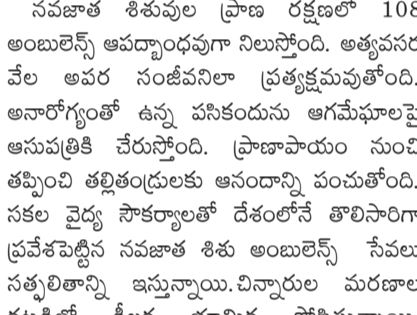 నవజాత శిశువుల ప్రాణ రక్షణలో 108
అంబులెన్స్ ఆపద్బాంధవుగా నిలుస్తోంది. అత్యవసర
వేల అపర సంజీవనిలా ప్రత్యక్షమవుతోంది.
అనారోగ్యంతో ఉన్న పసికందును ఆగమేఘాలపై
ఆసుపత్రికి చేరుస్తోంది. ప్రాణాపాయం నుంచి
తప్పించి తల్లితండ్రులకు ఆనందాన్ని పంచుతోంది.
సకల వైద్య సౌకర్యాలతో దేశంలోనే తొలిసారిగా
ప్రవేశపెట్టిన నవజాత శిశు అంబులెన్స్ సేవలు
సత్ఫలితాన్ని ఇస్తున్నాయి.చిన్నారుల మరణాల